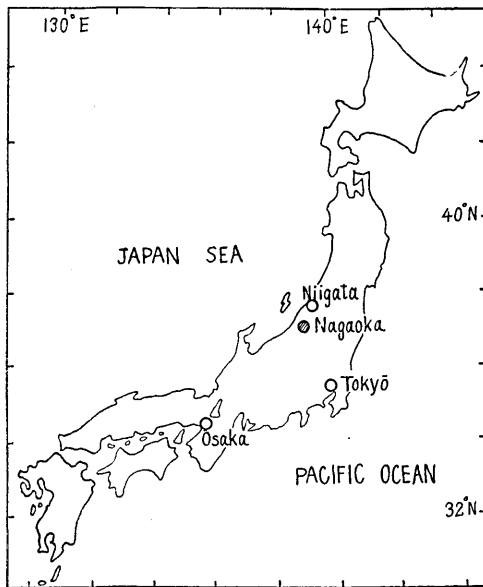 130°E 140°E
40°N
JAPAN SEA
Niigata
Nagaoka
Tokyō
Osaka
PACIFIC OCEAN
32°N